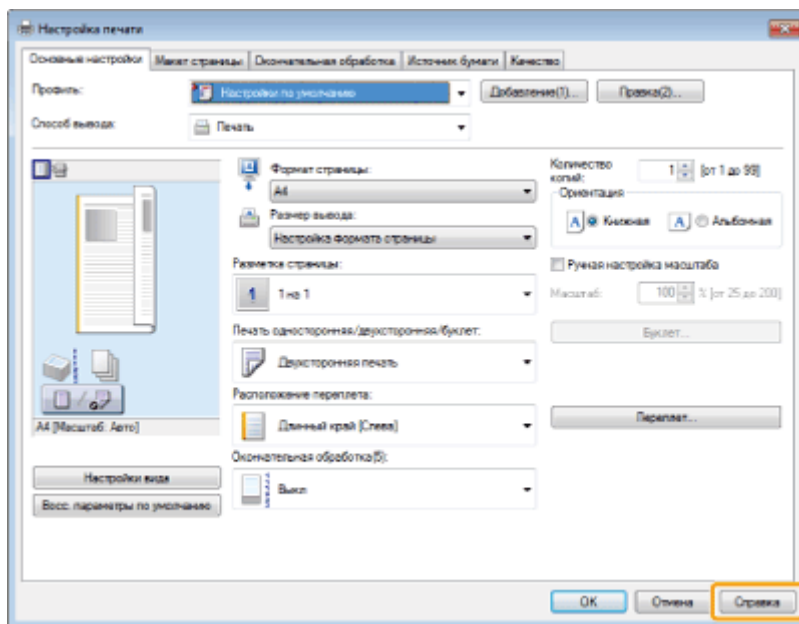 Настройка печати
Основные настройки Макет страницы Окончательная обработка Источник бумаги Качество
Профиль: Настройки по умолчанию Добавление(1)... Правка(2)...
Способ вывода: Печать
Формат страницы:
A4
Размер вывода:
Настройка формата страницы
Разметка страницы:
1 1 на 1
Печать односторонняя/двухсторонняя/буклет:
Двухсторонняя печать
Расположение переплета:
Длинный край [Слева]
Окончательная обработка(5):
Выкл
Количество копий: 1 [от 1 до 99]
Ориентация
A Книжная A Альбомная
Ручная настройка масштаба
Масштаб: 100 % [от 25 до 200]
Буклет...
Переплет...
A4 [Масштаб: Авто]
Настройки вида
Восс. параметры по умолчанию
OK Отмена Справка